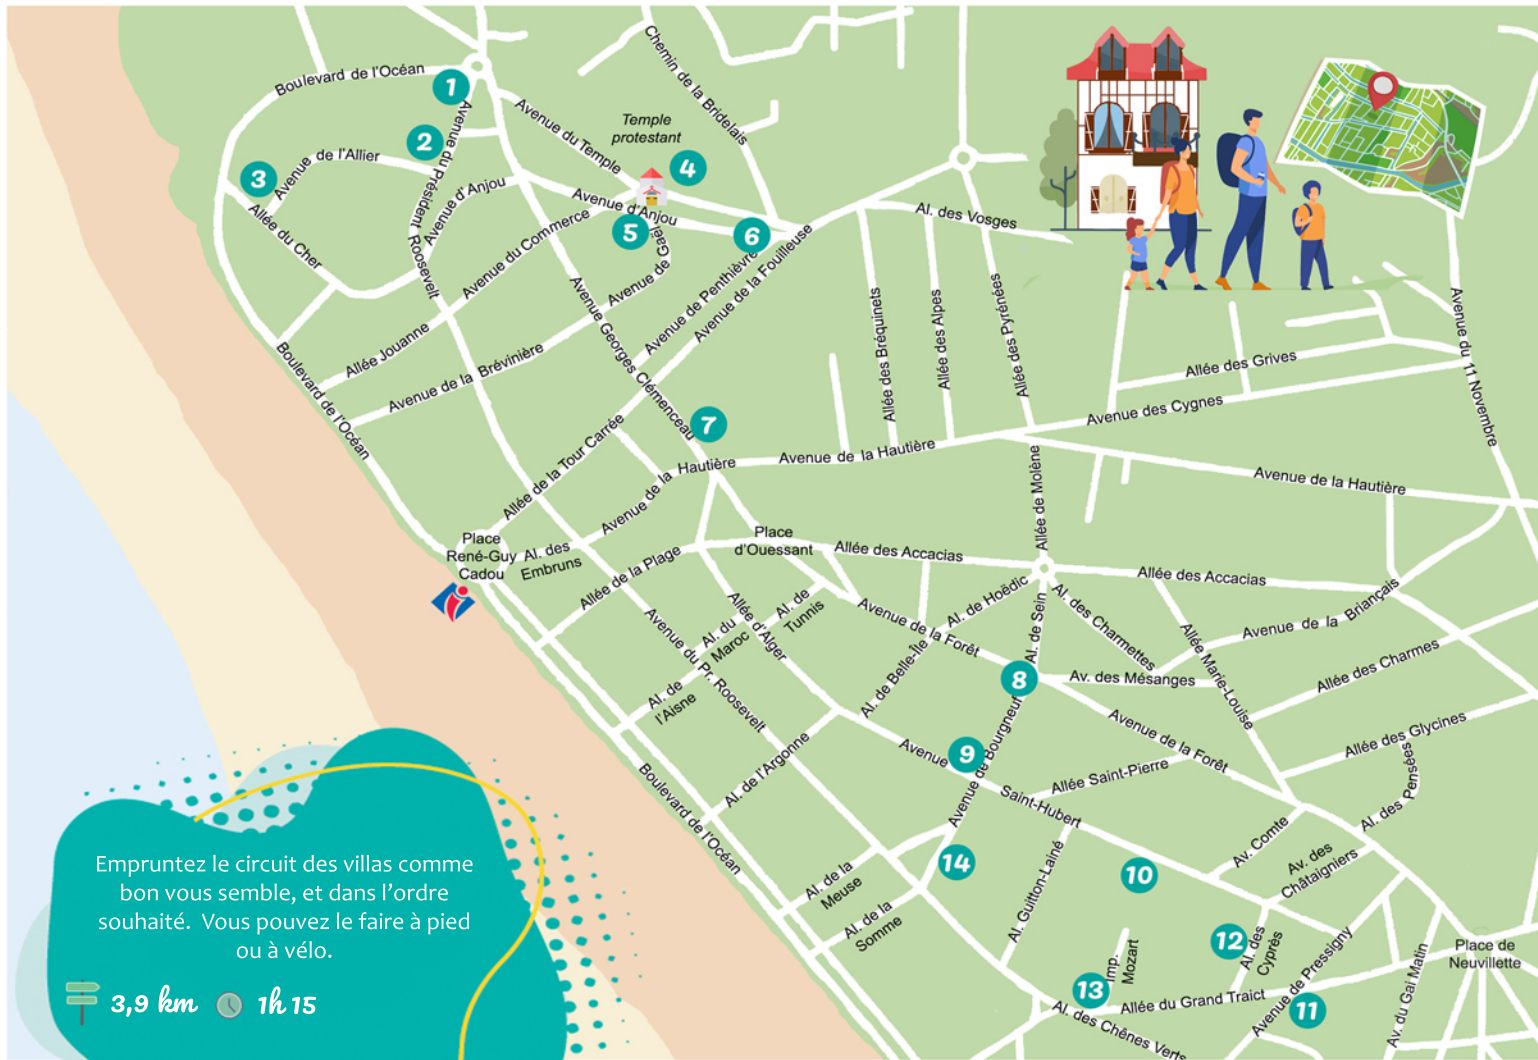 Boulevard de l'Océan
Chemin de la Bridelais
1
Avenue du Temple
Temple
protestant
2
Avenue du Président Roosevelt
Avenue de l'Allier
3
4
Avenue d'Anjou
Avenue d'Anjou
Allée du Cher
Avenue du Commerce
5
6
Avenue de Gaël
Al. des Vosges
Avenue de Penthièvre
Avenue de la Fouilleuse
Avenue Georges Clémenceau
Allée des Bréquinets
Allée des Alpes
Allée des Pyrénées
Avenue du 11 Novembre
Allée Jouanne
Avenue de la Brévinière
Boulevard de l'Océan
Allée des Grives
Avenue des Cygnes
7
Allée de la Tour Carrée
Avenue de la Hautière
Avenue de la Hautière
Avenue de la Hautière
Allée de Molène
Place
René-Guy
Cadou
Al. des
Embruns
Place
d'Ouessant
Allée des Accacias
Allée des Accacias
Allée de la Plage
Allée d'Alger
Al. de
Tunnis
Al. du
Maroc
Al. de
l'Aisne
Avenue du Pr. Roosevelt
Avenue de la Forêt
Al. de Hoëdic
Al. de Belle-Île
Al. de Sein
Al. des Charmettes
Allée Marie-Louise
Avenue de la Briançais
Allée des Charmes
8
Av. des Mésanges
Avenue de la Forêt
Allée des Glycines
Al. des Pensées
Al. de l'Argonne
9
Avenue Saint-Hubert
Avenue de Bourgneuf
Allée Saint-Pierre
Boulevard de l'Océan
Av. Comte
Av. des
Châtaigniers
14
10
Al. de la
Meuse
Al. de la
Somme
Al. Guitton-Lainé
12
Al. des
Cyprès
Imp.
Mozart
13
Allée du Grand Traict
Al. des Chênes Verts
Avenue de Pressigny
11
Av. du Gai Matin
Place de
Neuvillette
Empruntez le circuit des villas comme
bon vous semble, et dans l'ordre
souhaité. Vous pouvez le faire à pied
ou à vélo.
3,9 km 1h 15